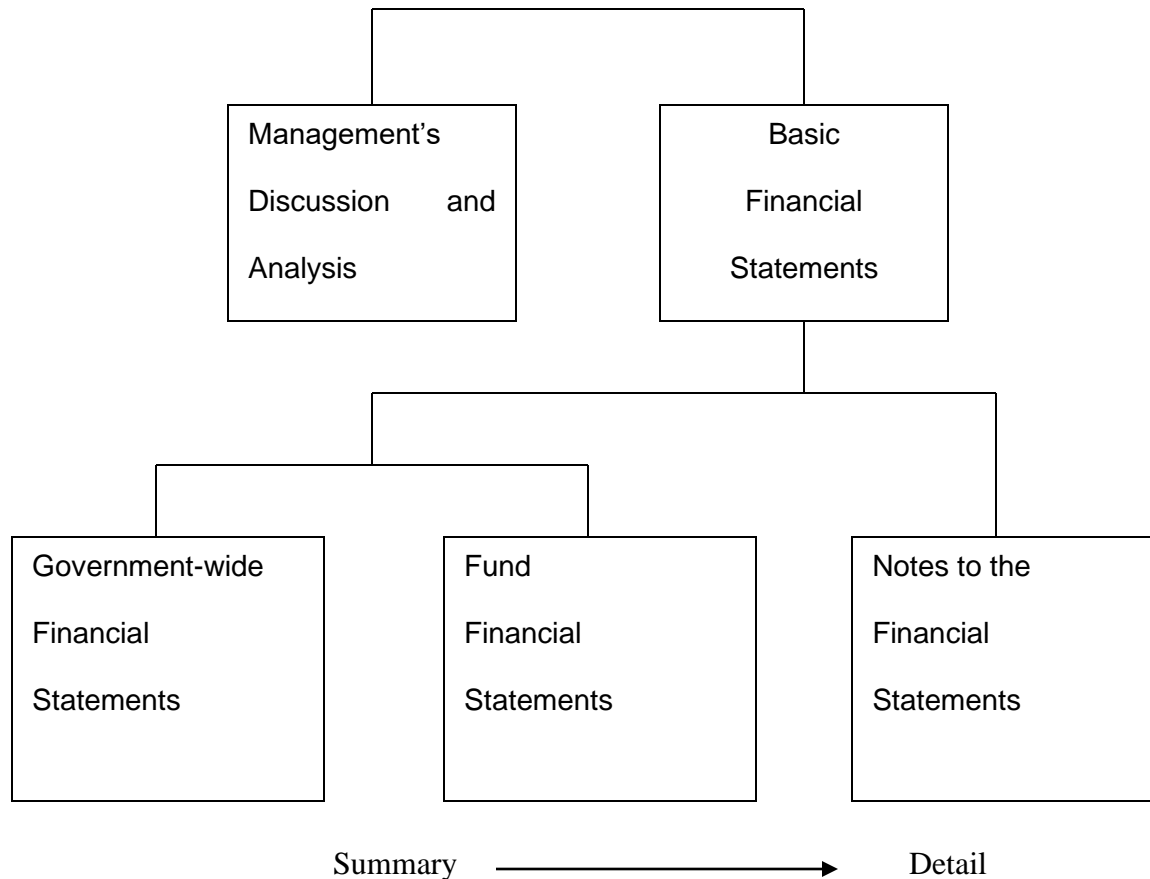 Management’s
Discussion and
Analysis
Basic
Financial
Statements
Government-wide
Financial
Statements
Fund
Financial
Statements
Notes to the
Financial
Statements
Summary Detail